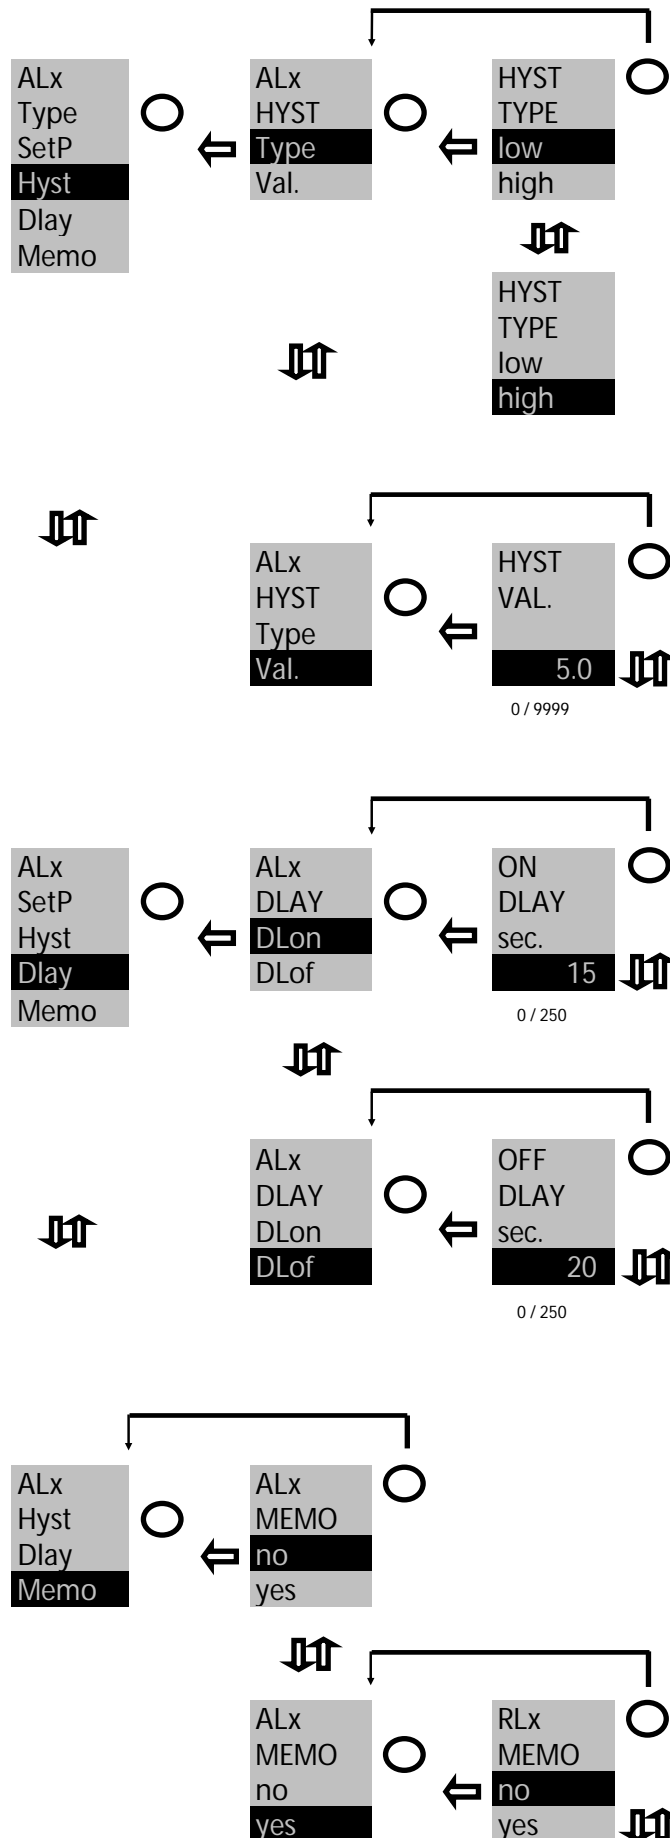 ALx
Type
SetP
Hyst
Dlay
Memo
ALx
HYST
Type
Val.
HYST
TYPE
low
high
HYST
TYPE
low
high
ALx
HYST
Type
Val.
HYST
VAL.
5.0
0 / 9999
ALx
SetP
Hyst
Dlay
Memo
ALx
DLAY
DLon
DLof
ON
DLAY
sec.
15
0 / 250
ALx
DLAY
DLon
DLof
OFF
DLAY
sec.
20
0 / 250
ALx
Hyst
Dlay
Memo
ALx
MEMO
no
yes
ALx
MEMO
no
yes
RLx
MEMO
no
yes